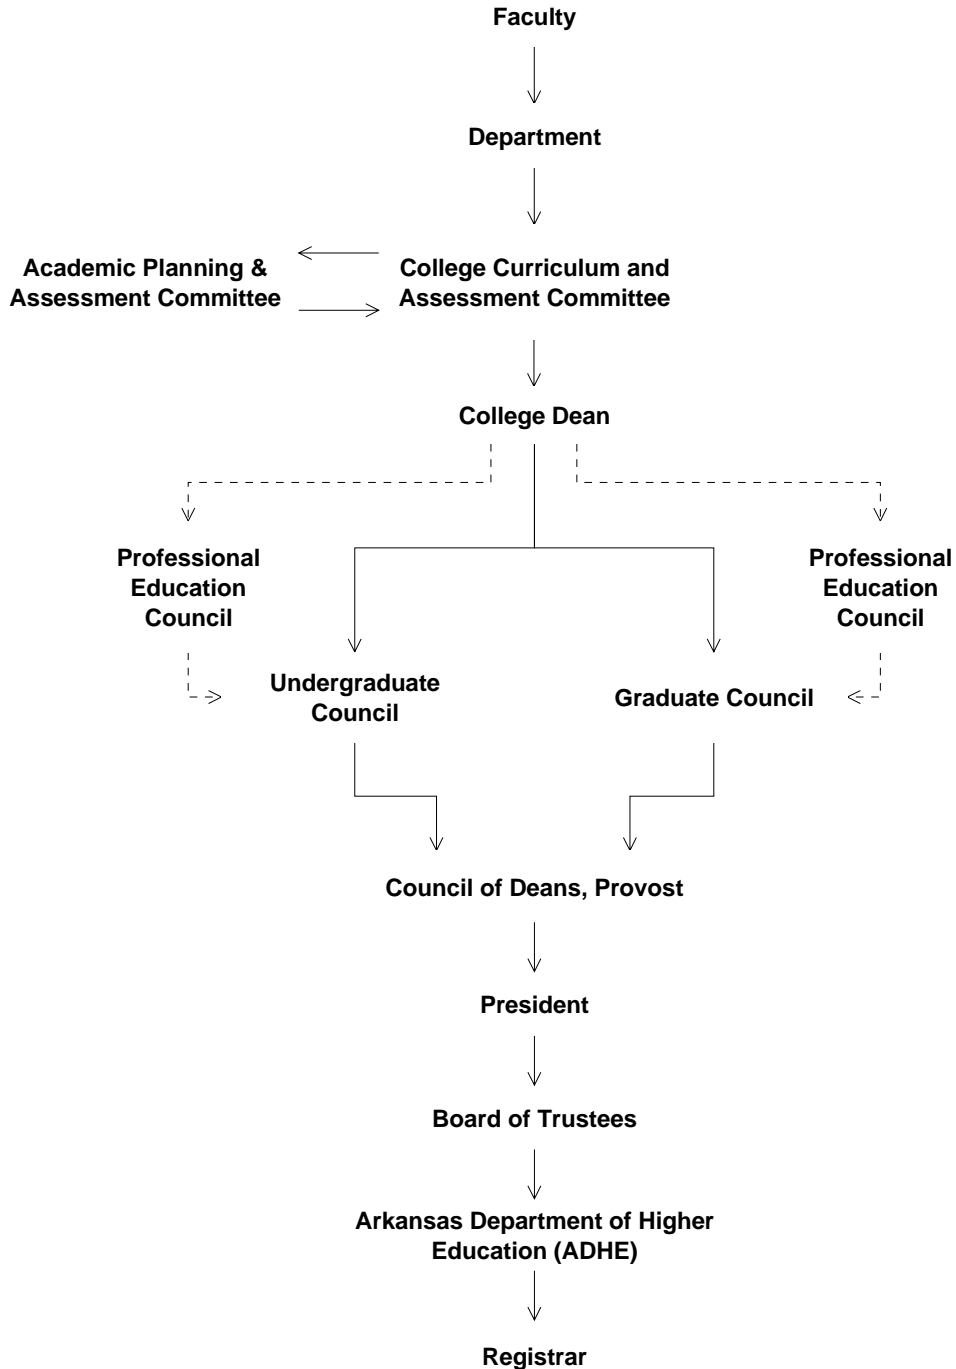 Faculty
Department
Academic Planning &
Assessment Committee
College Curriculum and
Assessment Committee
College Dean
Professional
Education
Council
Professional
Education
Council
Undergraduate
Council
Graduate Council
Council of Deans, Provost
President
Board of Trustees
Arkansas Department of Higher
Education (ADHE)
Registrar